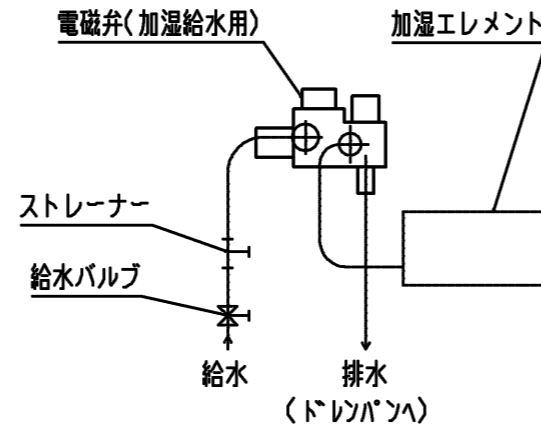 電磁弁(加湿給水用)
加湿エレメント
ストレーナー
給水バルブ
給水
排水
(ドレンパンへ)